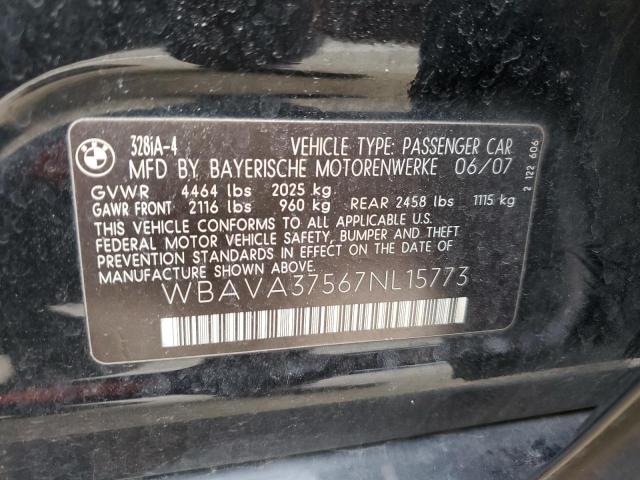 BMW
328iA-4 VEHICLE TYPE: PASSENGER CAR
MFD BY BAYERISCHE MOTORENWERKE 06/07
GVWR 4464 lbs 2025 kg
GAWR FRONT 2116 lbs 960 kg REAR 2458 lbs 1115 kg
THIS VEHICLE CONFORMS TO ALL APPLICABLE U.S.
FEDERAL MOTOR VEHICLE SAFETY, BUMPER AND THEFT
PREVENTION STANDARDS IN EFFECT ON THE DATE OF
MANUFACTURE SHOWN ABOVE.
WBAVA37567NL15773
2 122 606